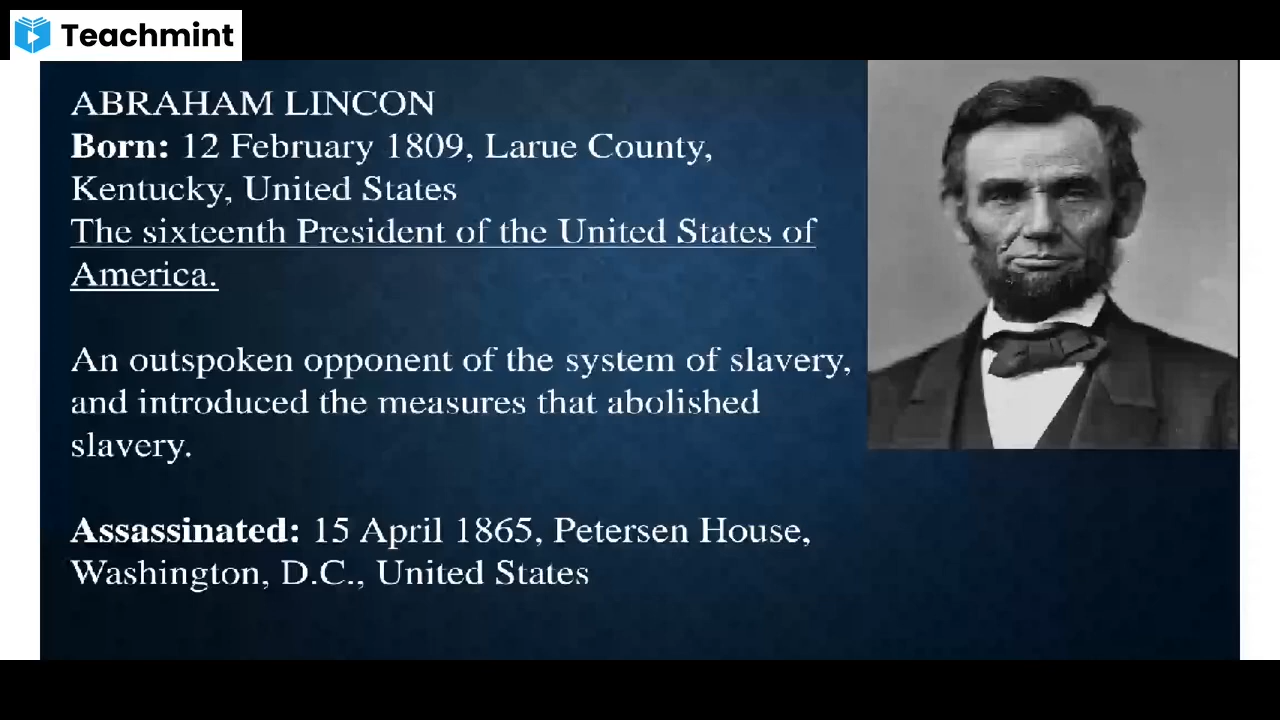 Teachmint
ABRAHAM LINCON
Born: 12 February 1809, Larue County,
Kentucky, United States
The sixteenth President of the United States of
America.
An outspoken opponent of the system of slavery,
and introduced the measures that abolished
slavery.
Assassinated: 15 April 1865, Petersen House,
Washington, D.C., United States